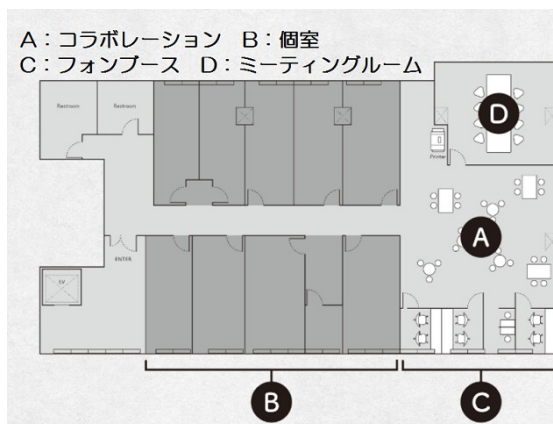 A：コラボレーション B：個室
C：フォンブース D：ミーティングルーム
Restroom Restroom
Printer
D
A
ENTER
EV
B
C